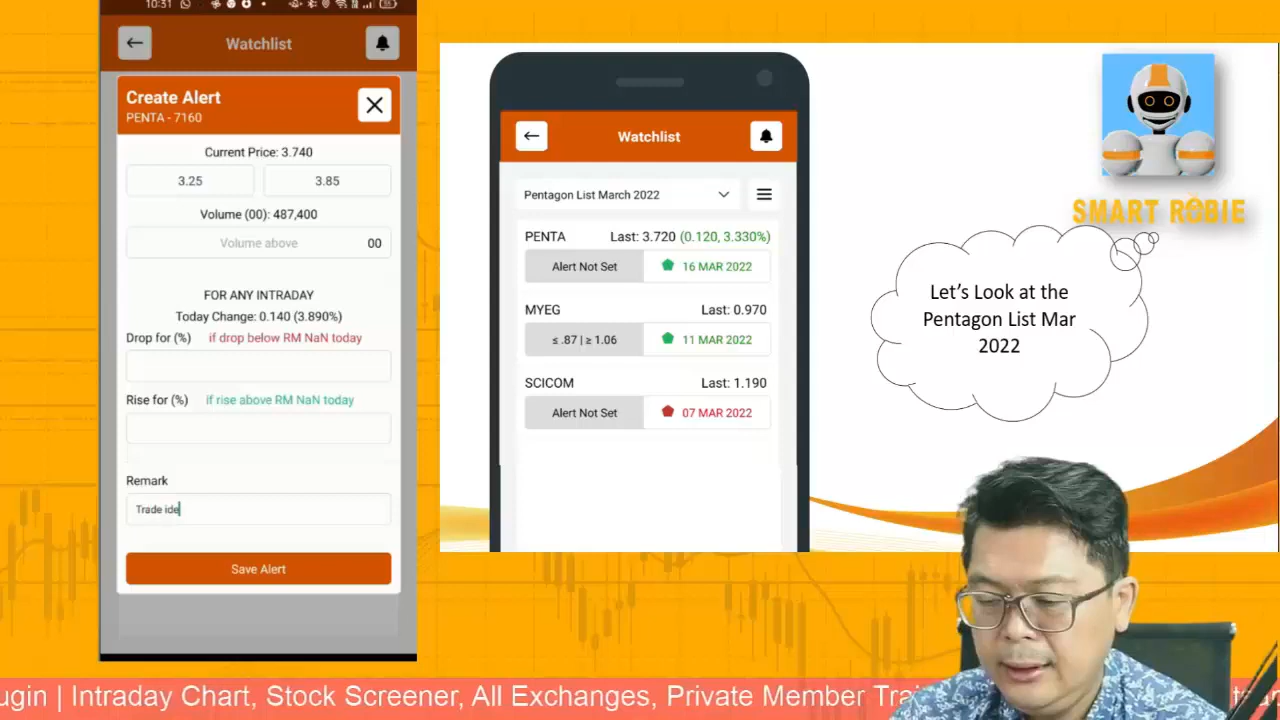 10:31
Watchlist
Create Alert
PENTA - 7160
Current Price: 3.740
3.25
3.85
Volume (00): 487,400
Volume above
00
FOR ANY INTRADAY
Today Change: 0.140 (3.890%)
Drop for (%) if drop below RM NaN today
Rise for (%) if rise above RM NaN today
Remark
Trade ide
Save Alert
Watchlist
Pentagon List March 2022
PENTA Last: 3.720 (0.120, 3.330%)
Alert Not Set 16 MAR 2022
MYEG Last: 0.970
≤ .87 | ≥ 1.06 11 MAR 2022
SCICOM Last: 1.190
Alert Not Set 07 MAR 2022
SMART ROBIE
Let's Look at the
Pentagon List Mar
2022
ugin | Intraday Chart, Stock Screener, All Exchanges, Private Member Tra